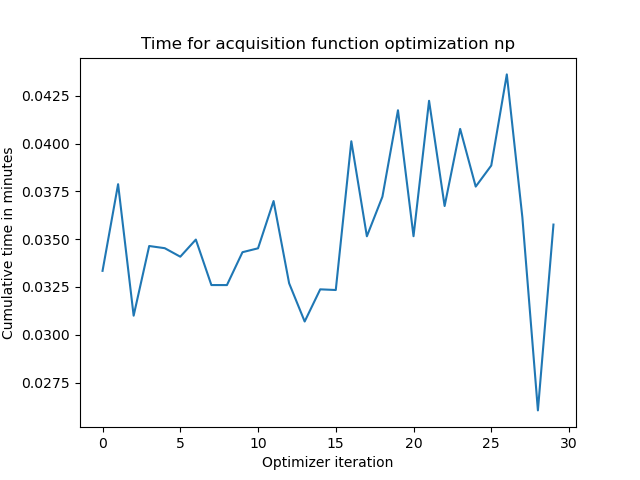 Time for acquisition function optimization np
Cumulative time in minutes
0.0425
0.0400
0.0375
0.0350
0.0325
0.0300
0.0275
0 5 10 15 20 25 30
Optimizer iteration